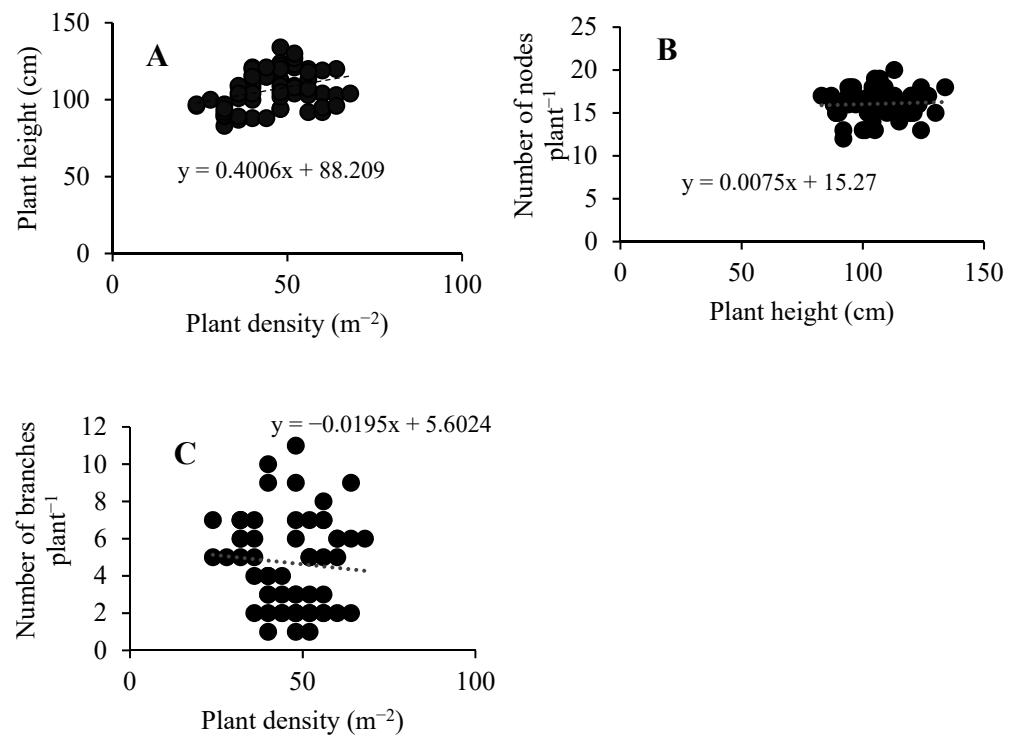 A
Plant height (cm)
150
100
50
0
y = 0.4006x + 88.209
0 50 100
Plant density (m⁻²)
B
Number of nodes
plant⁻¹
25
20
15
10
5
0
y = 0.0075x + 15.27
0 50 100 150
Plant height (cm)
C
y = −0.0195x + 5.6024
Number of branches
plant⁻¹
12
10
8
6
4
2
0
0 50 100
Plant density (m⁻²)